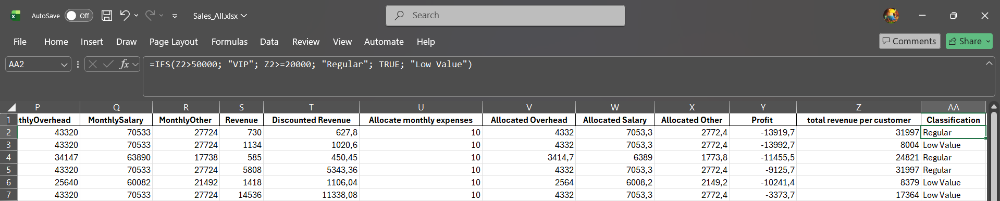 AutoSave Off Sales_All.xlsx Search
File Home Insert Draw Page Layout Formulas Data Review View Automate Help Comments Share
AA2 fx =IFS(Z2>50000; "VIP"; Z2>=20000; "Regular"; TRUE; "Low Value")
P Q R S T U V W X Y Z AA
1 thlyOverhead MonthlySalary MonthlyOther Revenue Discounted Revenue Allocate monthly expenses Allocated Overhead Allocated Salary Allocated Other Profit total revenue per customer Classification
2 43320 70533 27724 730 627,8 10 4332 7053,3 2772,4 -13919,7 31997 Regular
3 43320 70533 27724 1134 1020,6 10 4332 7053,3 2772,4 -13992,7 8004 Low Value
4 34147 63890 17738 585 450,45 10 3414,7 6389 1773,8 -11455,5 24821 Regular
5 43320 70533 27724 5808 5343,36 10 4332 7053,3 2772,4 -9125,7 31997 Regular
6 25640 60082 21492 1418 1106,04 10 2564 6008,2 2149,2 -10241,4 8379 Low Value
7 43320 70533 27724 14536 11338,08 10 4332 7053,3 2772,4 -3373,7 17364 Low Value